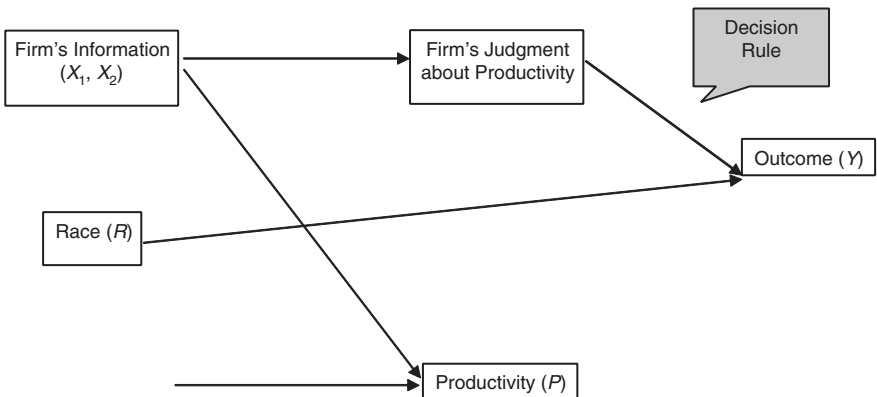 Firm's Information
(X₁, X₂)
Firm's Judgment
about Productivity
Decision
Rule
Outcome (Y)
Race (R)
Productivity (P)